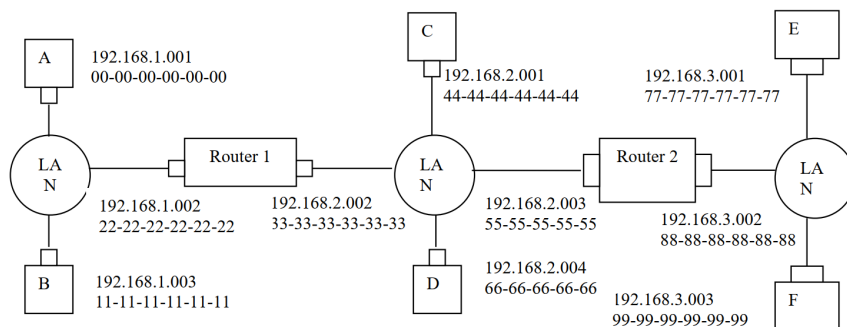 A
192.168.1.001
00-00-00-00-00-00
C
192.168.2.001
44-44-44-44-44-44
E
192.168.3.001
77-77-77-77-77-77
LA
N
Router 1
LA
N
Router 2
LA
N
192.168.1.002
22-22-22-22-22-22
192.168.2.002
33-33-33-33-33-33
192.168.2.003
55-55-55-55-55
192.168.3.002
88-88-88-88-88-88
B
192.168.1.003
11-11-11-11-11-11
D
192.168.2.004
66-66-66-66-66
192.168.3.003
99-99-99-99-99-99
F